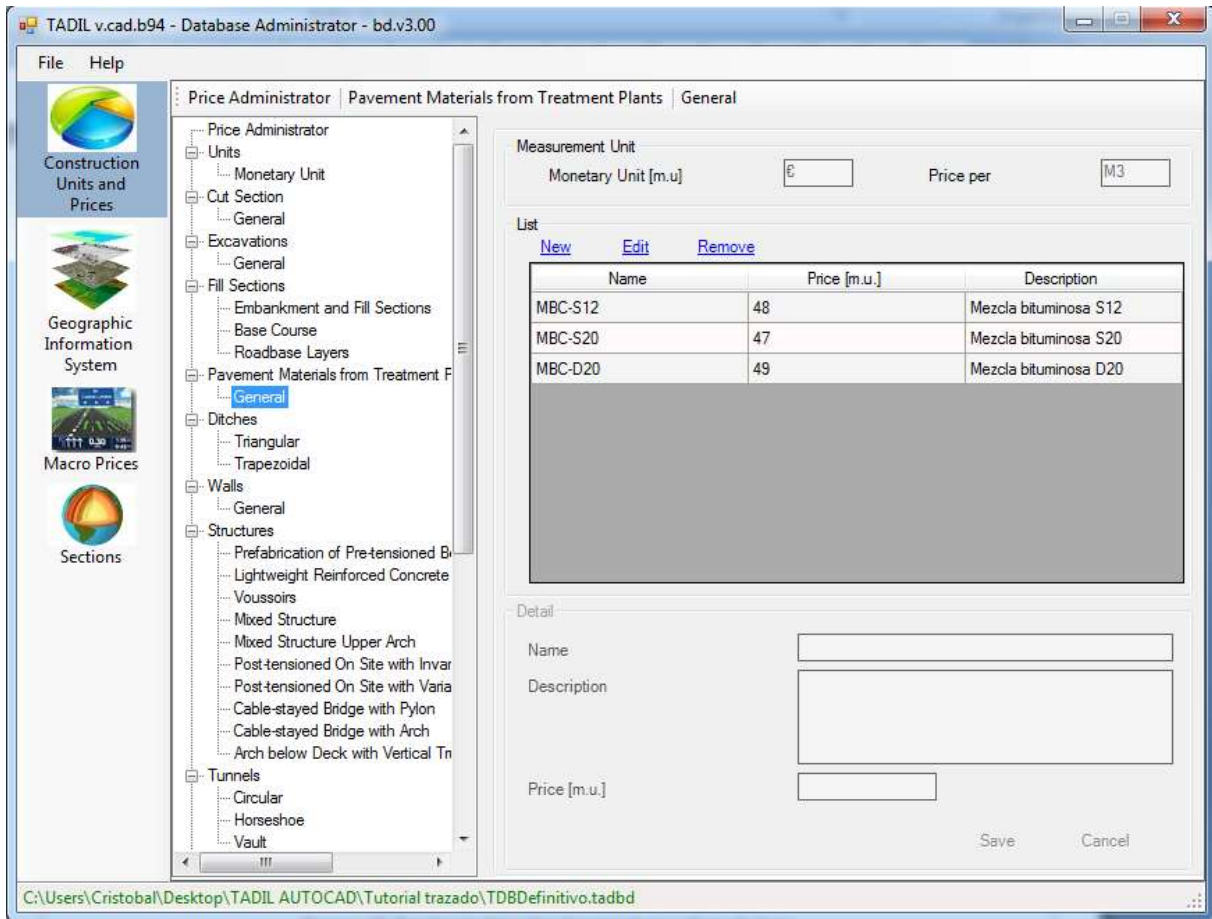 TADIL v.cad.b94 - Database Administrator - bd.v3.00
File Help
Construction
Units and
Prices
Geographic
Information
System
Macro Prices
Sections
Price Administrator Pavement Materials from Treatment Plants General
Price Administrator
Units
Monetary Unit
Cut Section
General
Excavations
General
Fill Sections
Embankment and Fill Sections
Base Course
Roadbase Layers
Pavement Materials from Treatment P
General
Ditches
Triangular
Trapezoidal
Walls
General
Structures
Prefabrication of Pre-tensioned B
Lightweight Reinforced Concrete
Voussoirs
Mixed Structure
Mixed Structure Upper Arch
Post-tensioned On Site with Invar
Post-tensioned On Site with Varia
Cable-stayed Bridge with Pylon
Cable-stayed Bridge with Arch
Arch below Deck with Vertical Tr
Tunnels
Circular
Horseshoe
Vault
Measurement Unit
Monetary Unit [m.u] € Price per M3
List
New Edit Remove
Name Price [m.u.] Description
MBC-S12 48 Mezcla bituminosa S12
MBC-S20 47 Mezcla bituminosa S20
MBC-D20 49 Mezcla bituminosa D20
Detail
Name
Description
Price [m.u.]
Save Cancel
C:\Users\Cristobal\Desktop\TADIL AUTOCAD\Tutorial trazado\TDBDefinitivo.tadbd